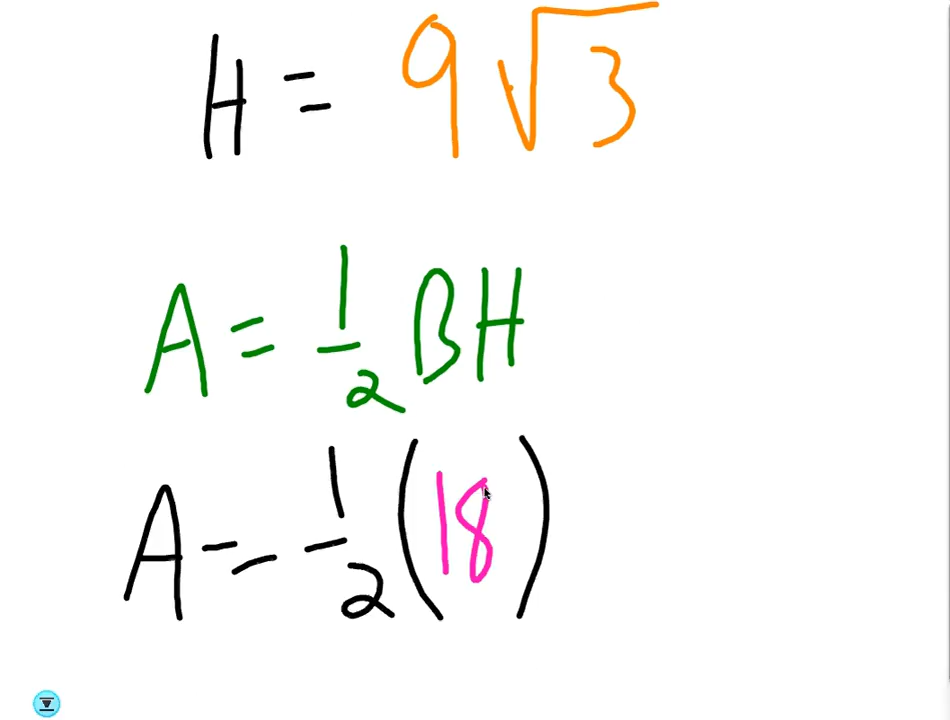 H = 9√3
A = 1/2 BH
A = 1/2 (18)